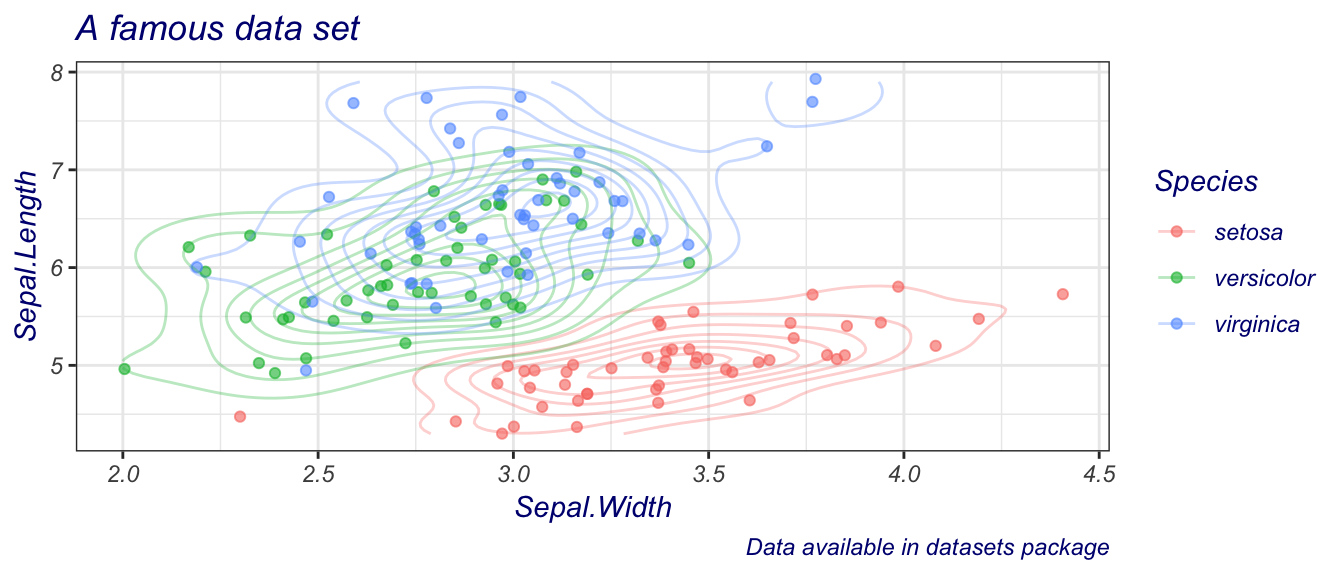 A famous data set
Sepal.Length
8
7
6
5
2.0
2.5
3.0
3.5
4.0
4.5
Sepal.Width
Species
setosa
versicolor
virginica
Data available in datasets package